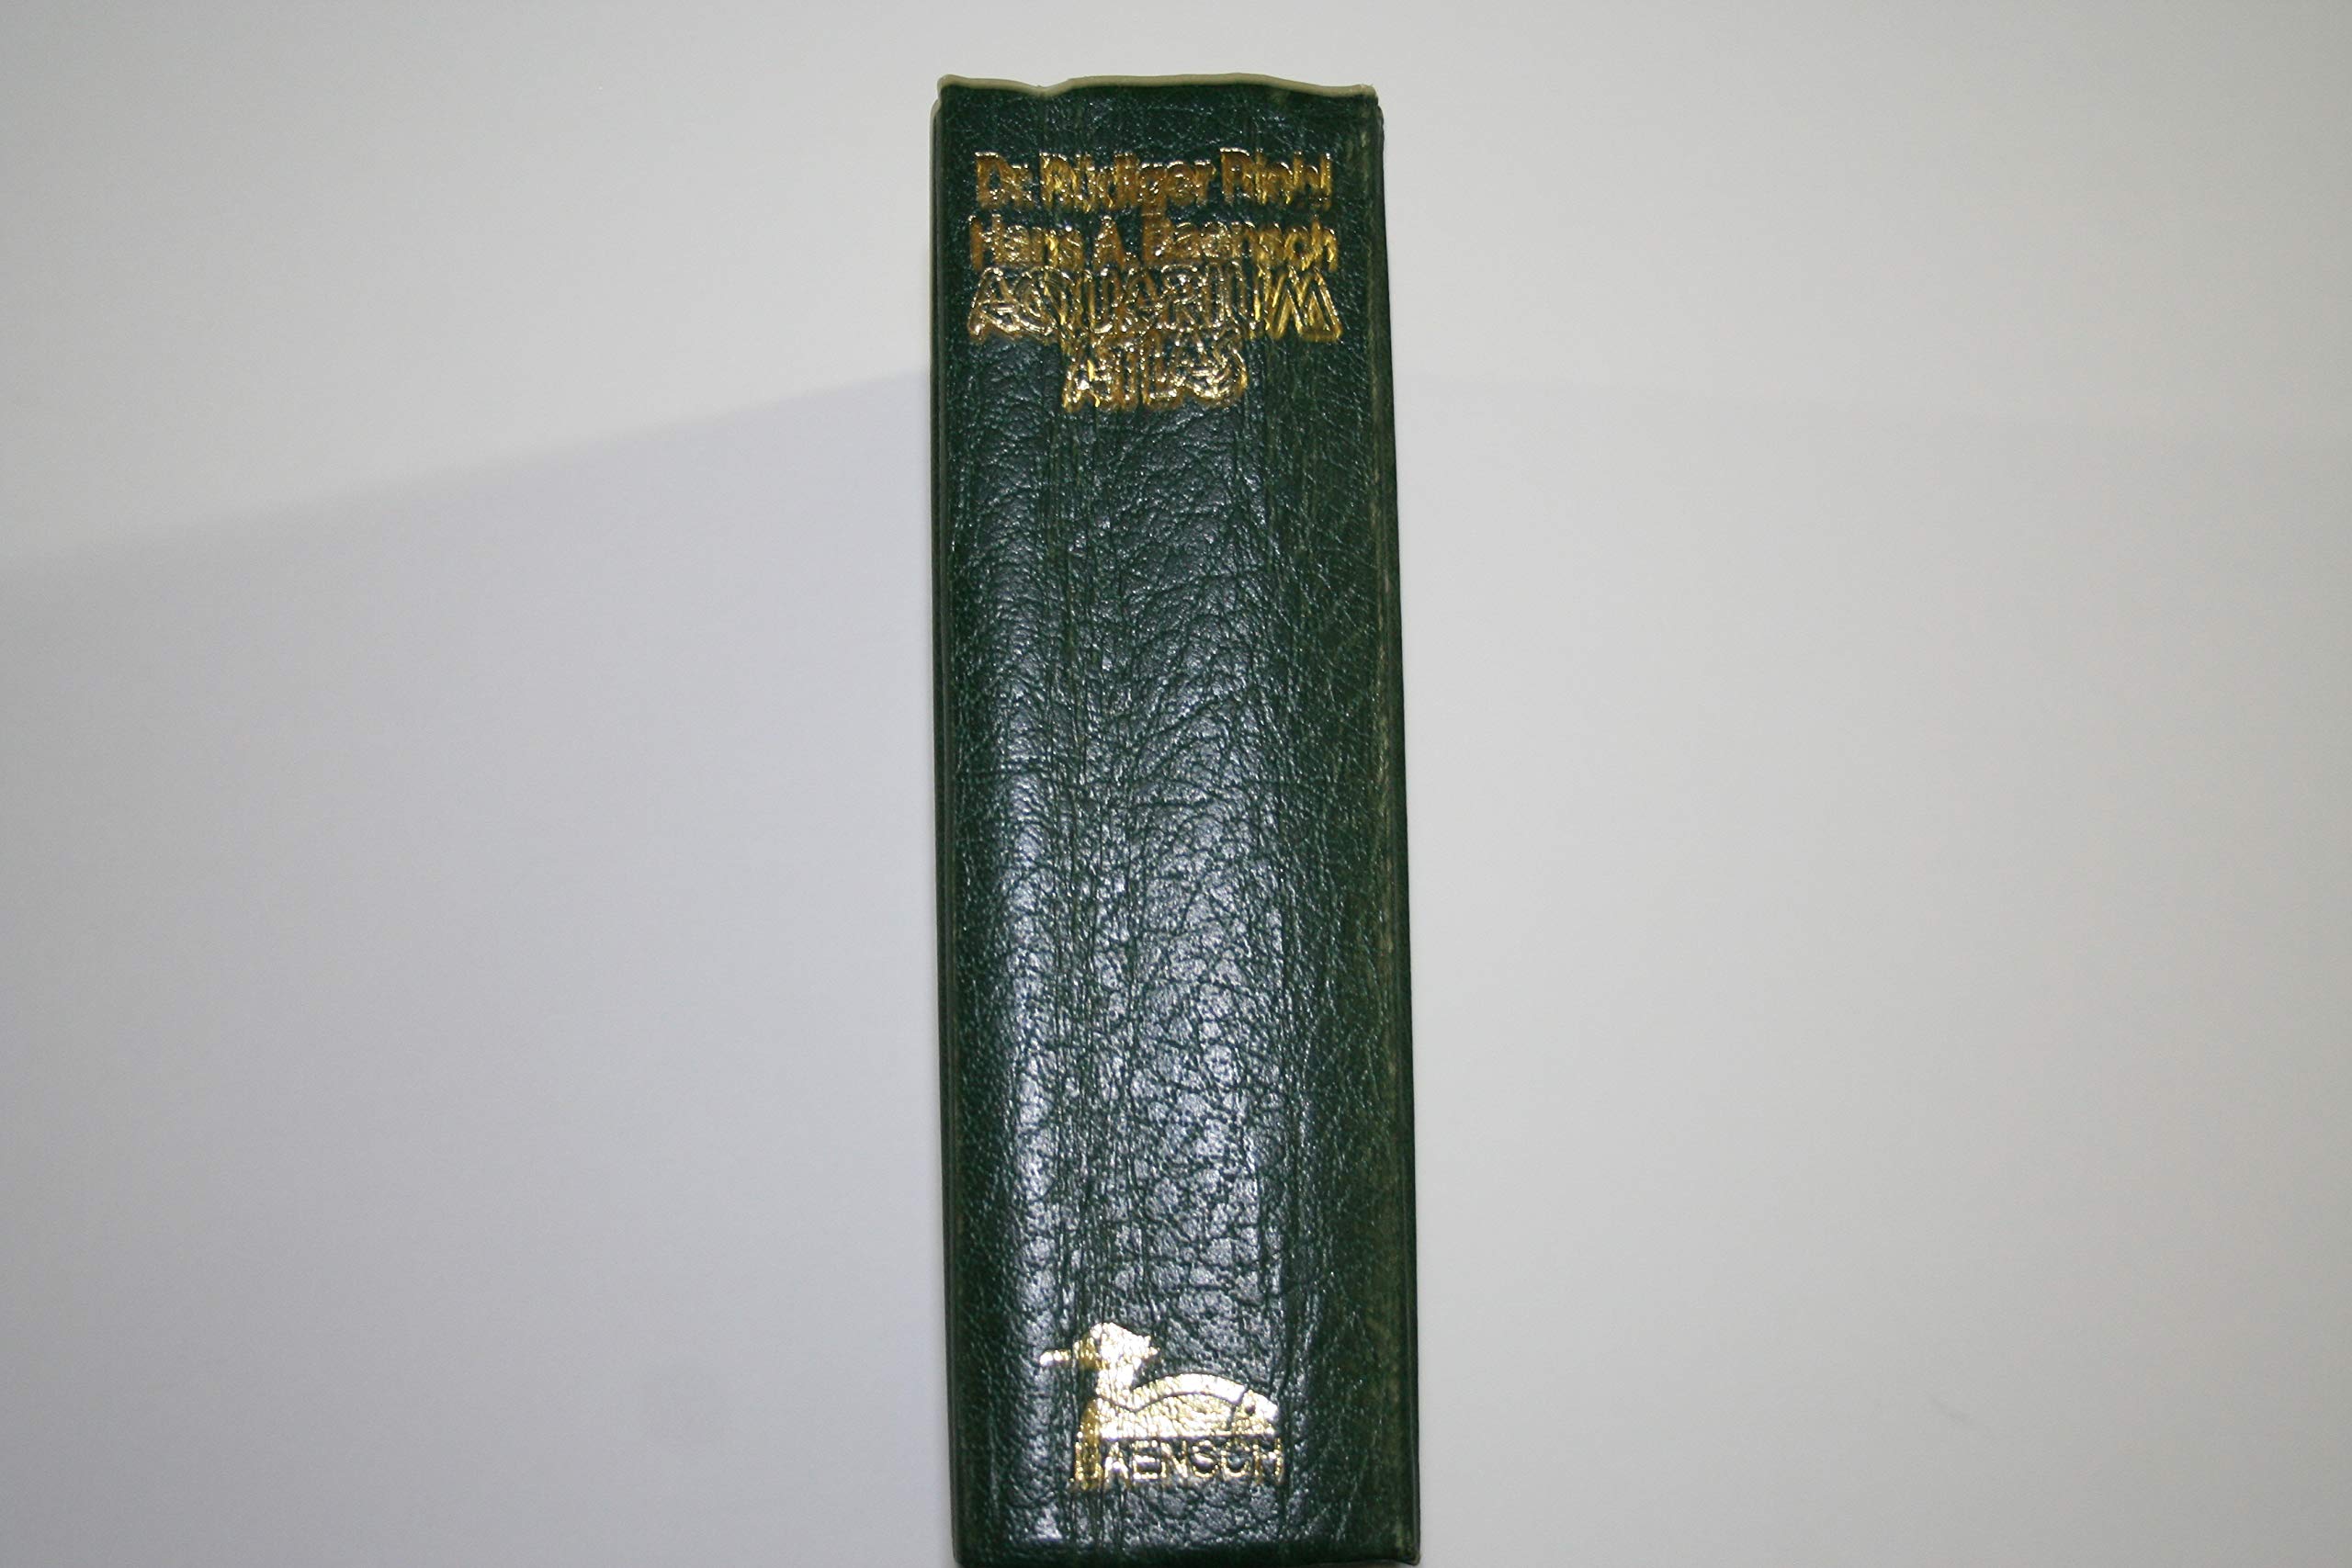 Dr. Rüdiger Riehl
Hans A. Baensch
AQUARIUM
ATLAS
BAENSCH